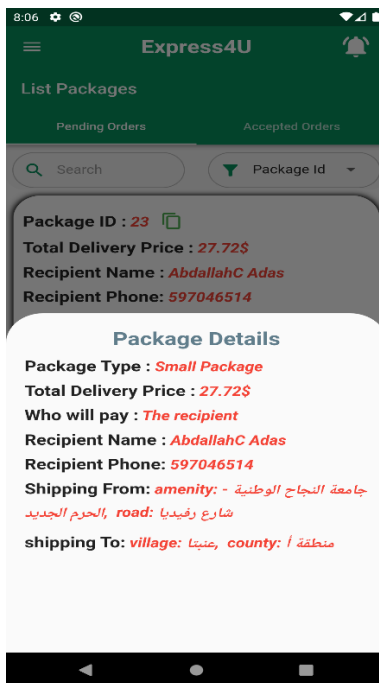 8:06
Express4U
List Packages
Pending Orders Accepted Orders
Search Package Id
Package ID : 23
Total Delivery Price : 27.72$
Recipient Name : AbdallahC Adas
Recipient Phone: 597046514
Package Details
Package Type : Small Package
Total Delivery Price : 27.72$
Who will pay : The recipient
Recipient Name : AbdallahC Adas
Recipient Phone: 597046514
Shipping From: amenity: جامعة النجاح الوطنية -
الحرم الجديد, road: شارع رفيديا
shipping To: village: عنبتا, county: منطقة أ